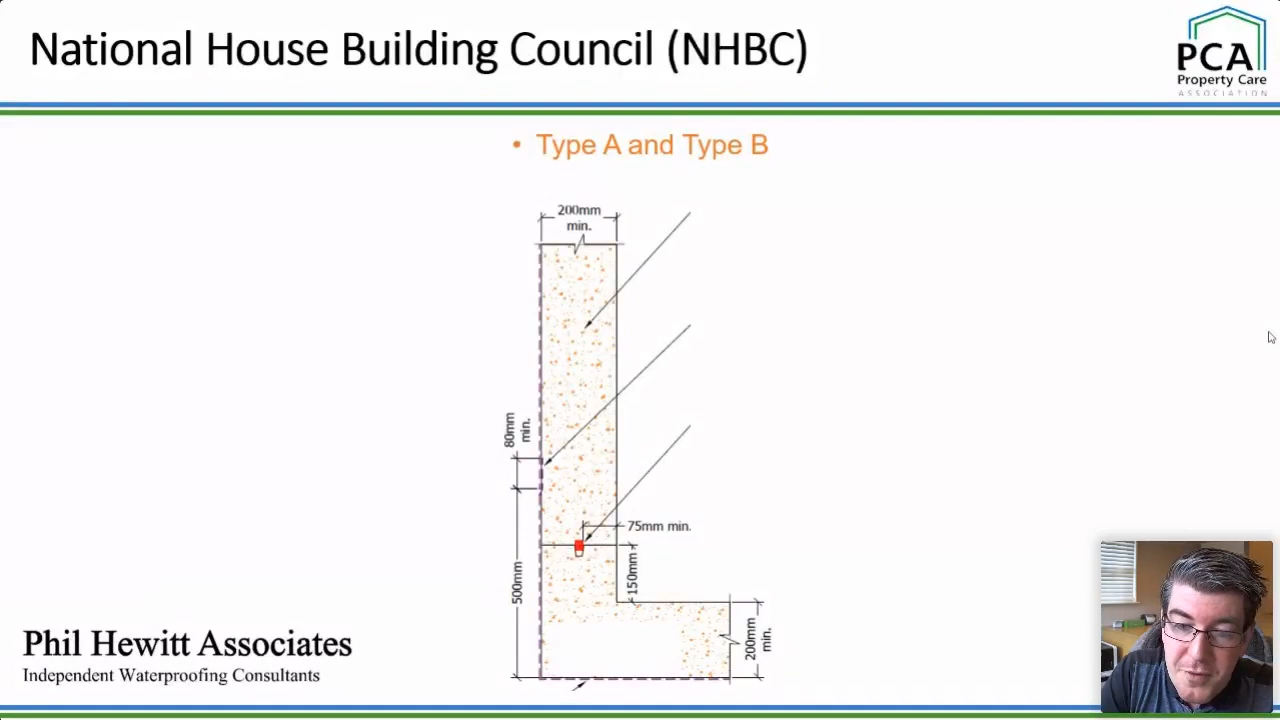 National House Building Council (NHBC)
PCA
Property Care
ASSOCIATION
• Type A and Type B
200mm
min.
80mm
min.
75mm min.
500mm
150mm
200mm
min.
Phil Hewitt Associates
Independent Waterproofing Consultants